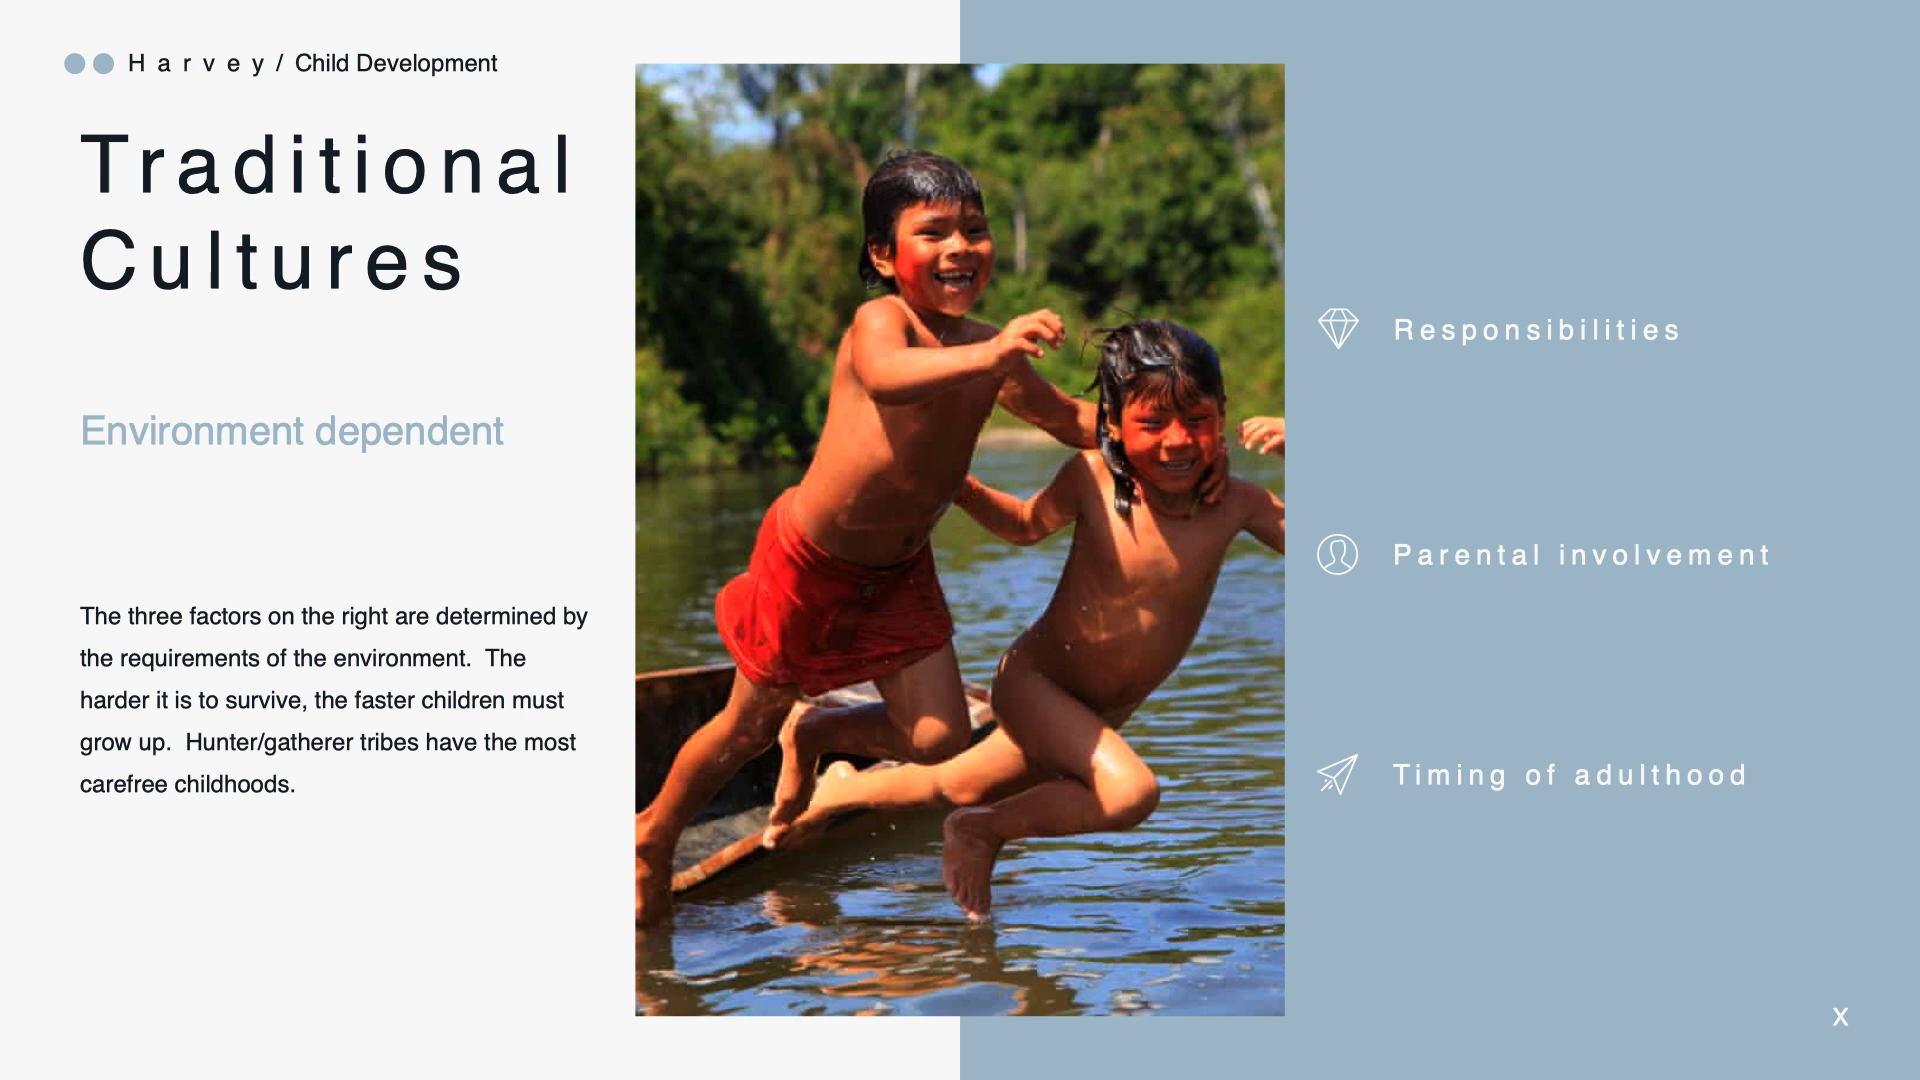 Harvey / Child Development
Traditional
Cultures
Environment dependent
The three factors on the right are determined by
the requirements of the environment.  The
harder it is to survive, the faster children must
grow up.  Hunter/gatherer tribes have the most
carefree childhoods.
Responsibilities
Parental involvement
Timing of adulthood
X